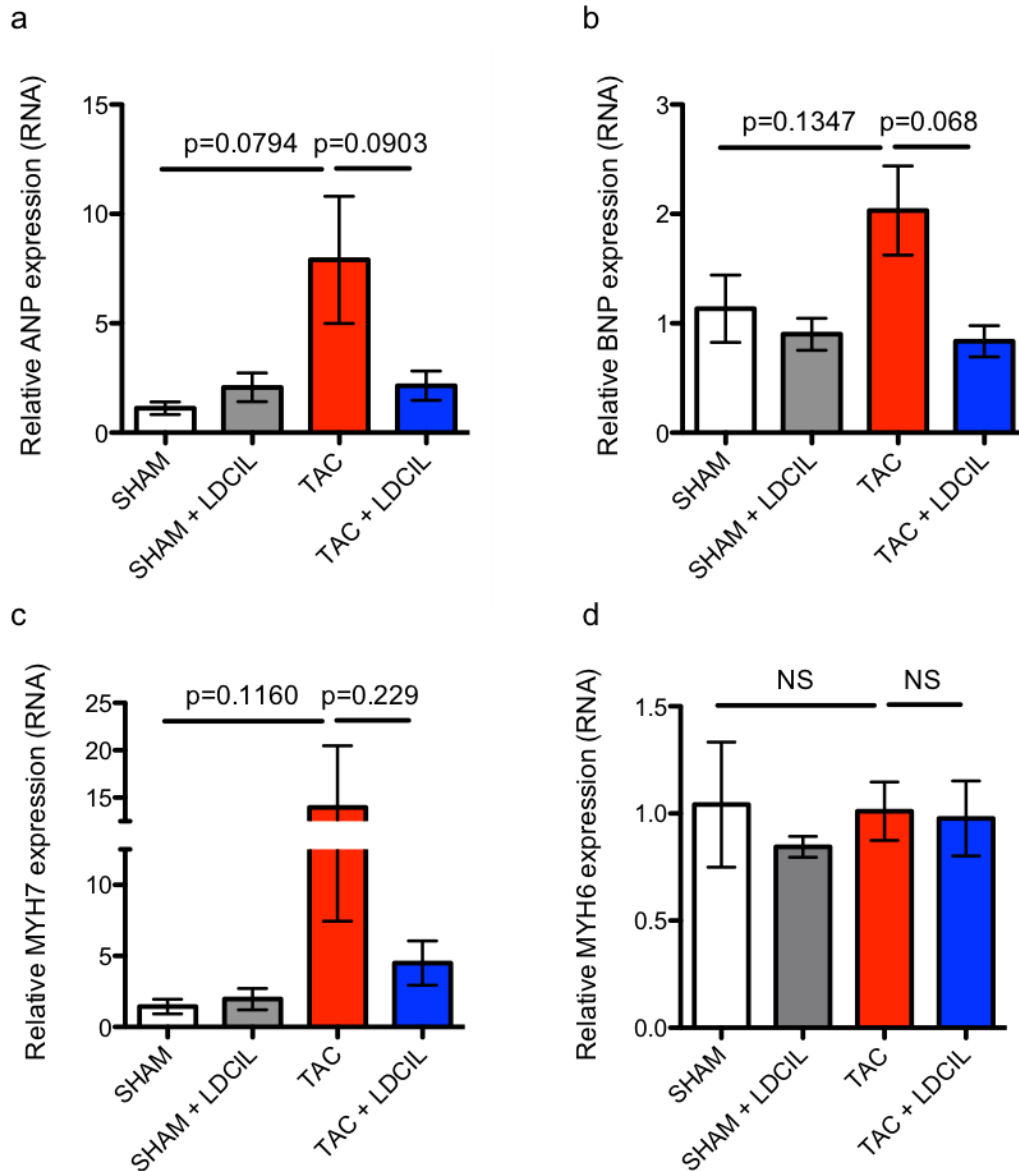 a
Relative ANP expression (RNA)
15
10
5
0
p=0.0794
p=0.0903
SHAM
SHAM + LDCIL
TAC
TAC + LDCIL
b
Relative BNP expression (RNA)
3
2
1
0
p=0.1347
p=0.068
SHAM
SHAM + LDCIL
TAC
TAC + LDCIL
c
Relative MYH7 expression (RNA)
25
20
15
10
5
0
p=0.1160
p=0.229
SHAM
SHAM + LDCIL
TAC
TAC + LDCIL
d
Relative MYH6 expression (RNA)
1.5
1.0
0.5
0.0
NS
NS
SHAM
SHAM + LDCIL
TAC
TAC + LDCIL